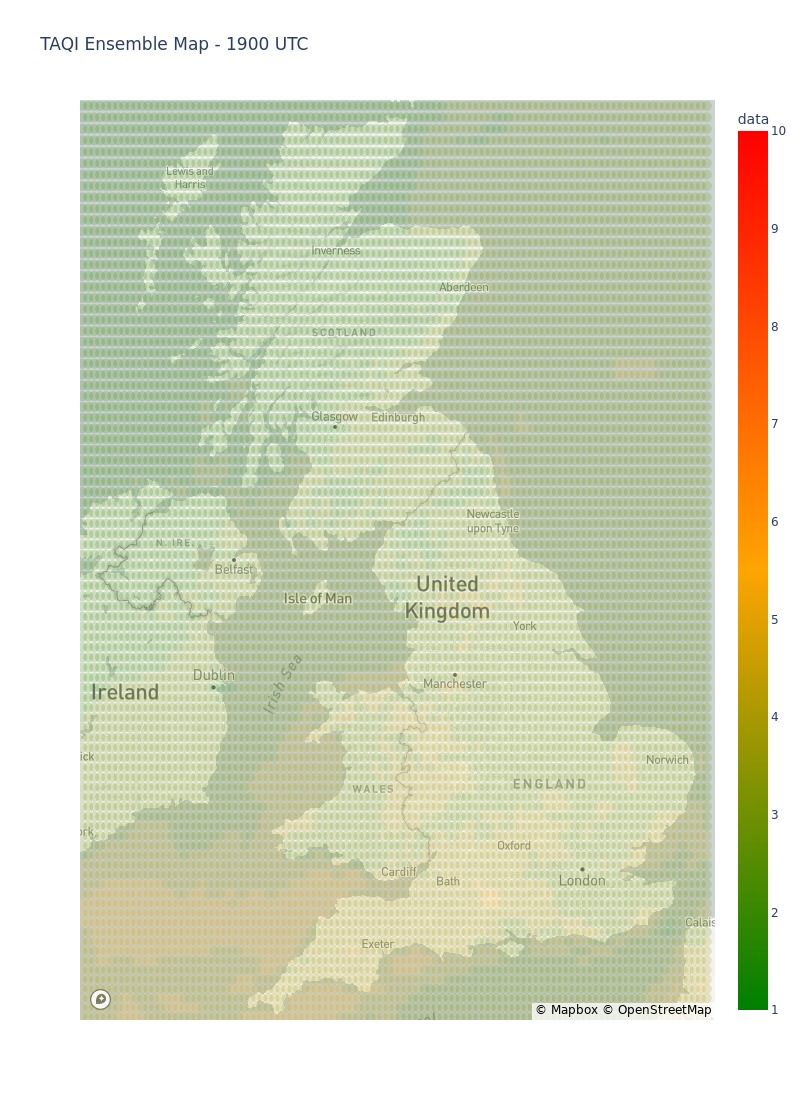 TAQI Ensemble Map - 1900 UTC
data
10
9
8
7
6
5
4
3
2
1
Lewis and
Harris
Inverness
Aberdeen
SCOTLAND
Glasgow
Edinburgh
Newcastle
upon Tyne
N. IRE.
Belfast
United
Kingdom
Isle of Man
York
Irish Sea
Dublin
Manchester
Ireland
ick
Norwich
ENGLAND
WALES
ork
Oxford
Cardiff
Bath
London
Calais
Exeter
© Mapbox © OpenStreetMap